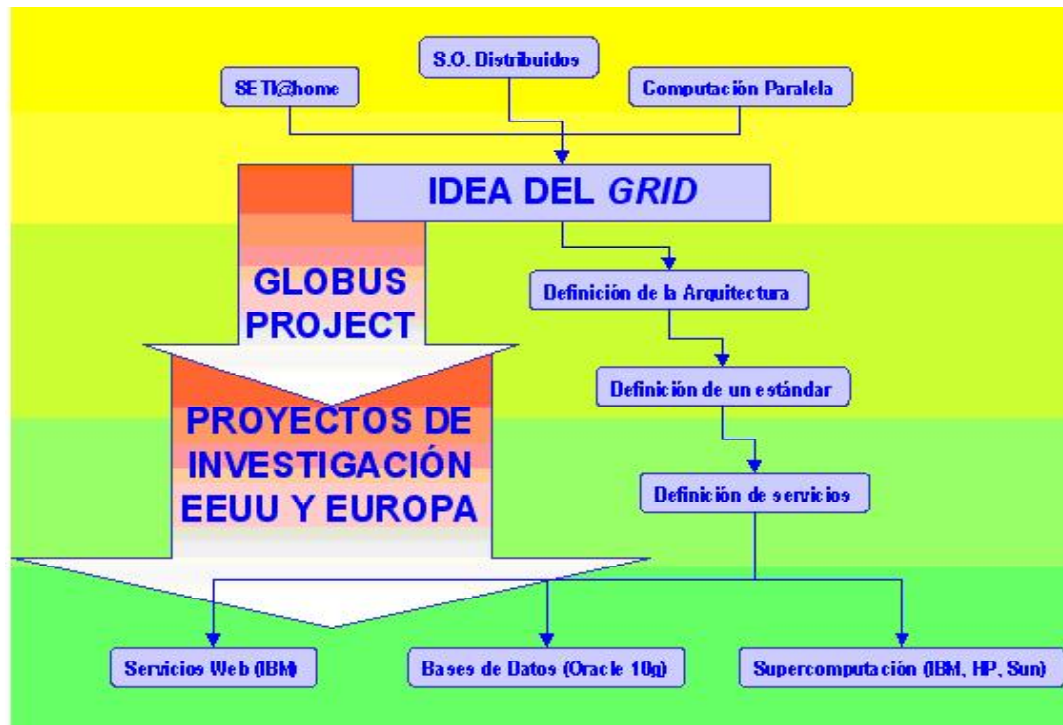 S.O. Distribuidos
SETI@home
Computación Paralela
IDEA DEL GRID
GLOBUS
PROJECT
Definición de la Arquitectura
Definición de un estándar
PROYECTOS DE
INVESTIGACIÓN
EEUU Y EUROPA
Definición de servicios
Servicios Web (IBM)
Bases de Datos (Oracle 10g)
Supercomputación (IBM, HP, Sun)